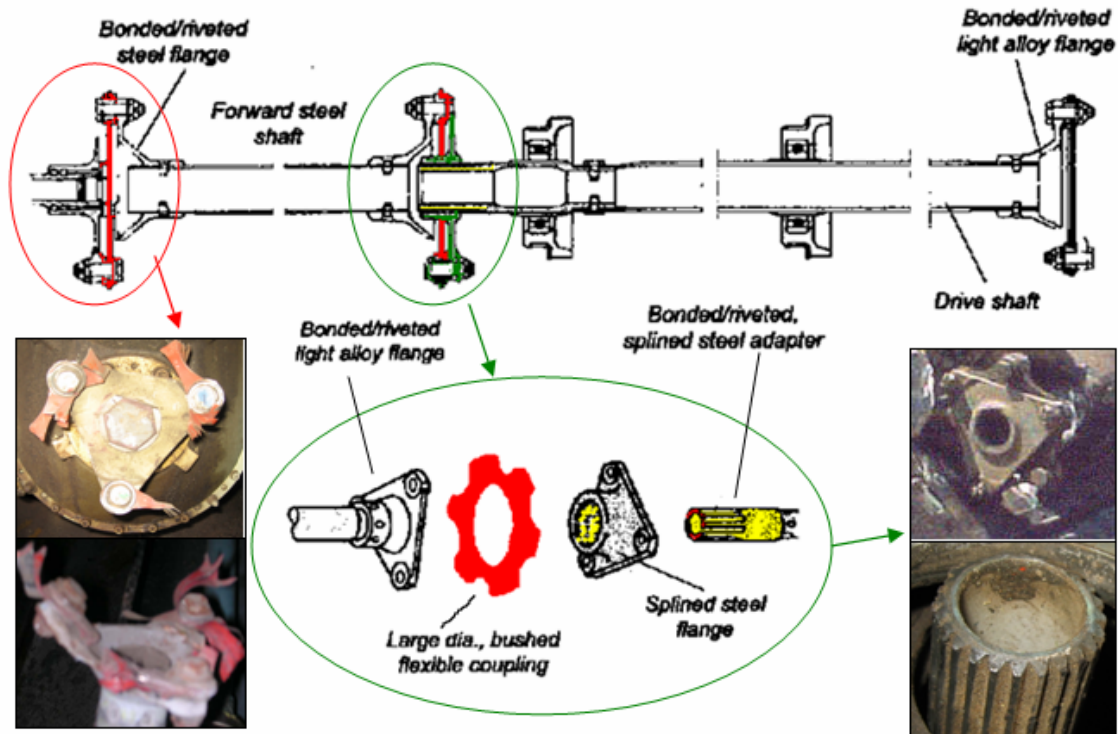 Bonded/riveted
steel flange
Forward steel
shaft
Bonded/riveted
light alloy flange
Drive shaft
Bonded/riveted
light alloy flange
Bonded/riveted,
splined steel adapter
Large dia., bushed
flexible coupling
Splined steel
flange